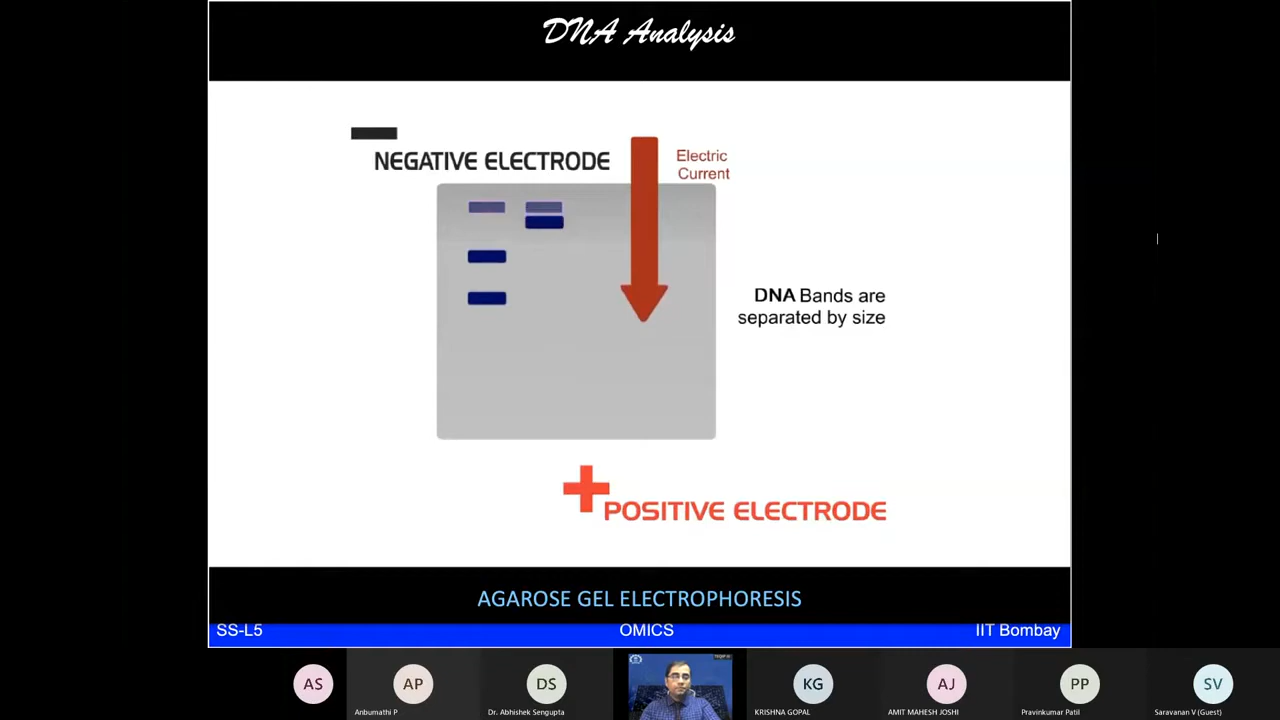 DNA Analysis
NEGATIVE ELECTRODE
Electric
Current
DNA Bands are
separated by size
POSITIVE ELECTRODE
AGAROSE GEL ELECTROPHORESIS
SS-L5 OMICS IIT Bombay
AS AP DS KG AJ PP SV
Anbumathi P Dr. Abhishek Sengupta KRISHNA GOPAL AMIT MAHESH JOSHI Pravinkumar Patil Saravanan V (Guest)